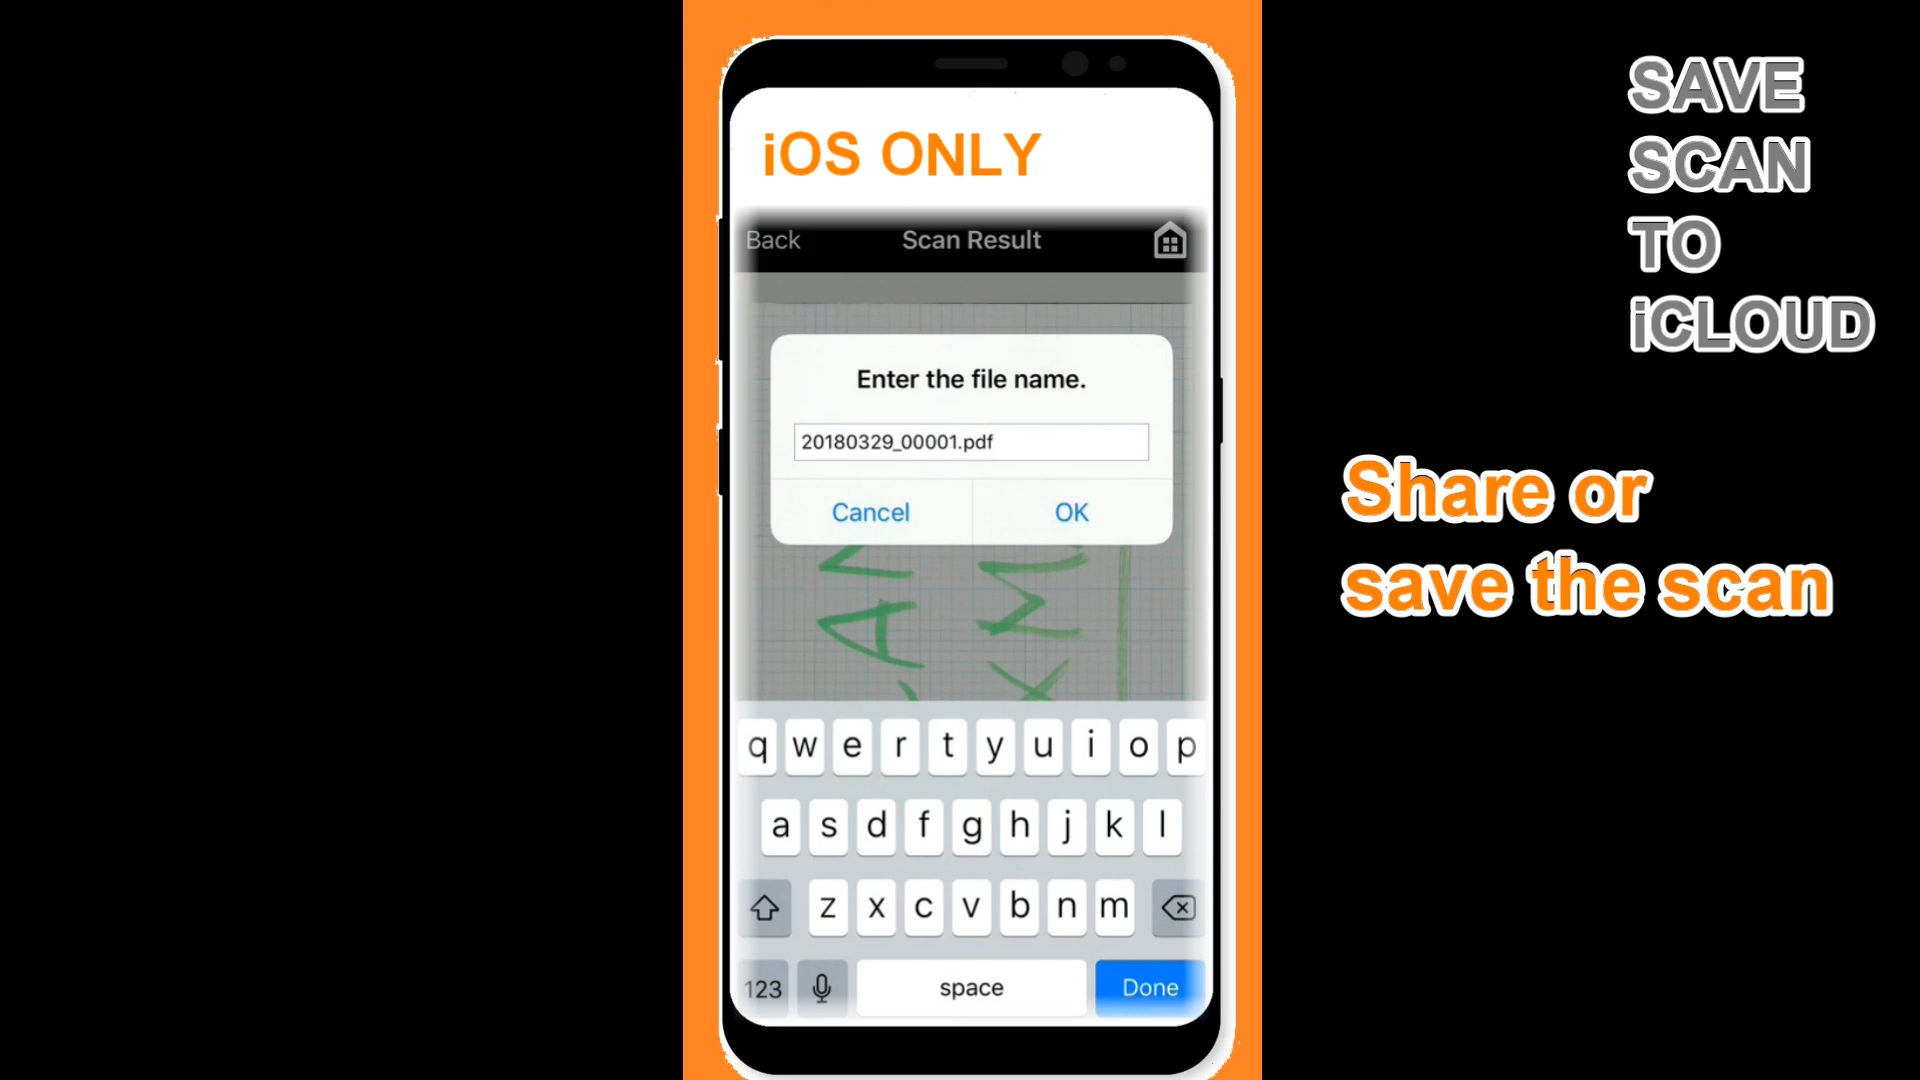 iOS ONLY
Back Scan Result
Enter the file name.
20180329_00001.pdf
Cancel OK
q w e r t y u i o p
a s d f g h j k l
z x c v b n m
123 space Done
SAVE
SCAN
TO
iCLOUD
Share or
save the scan